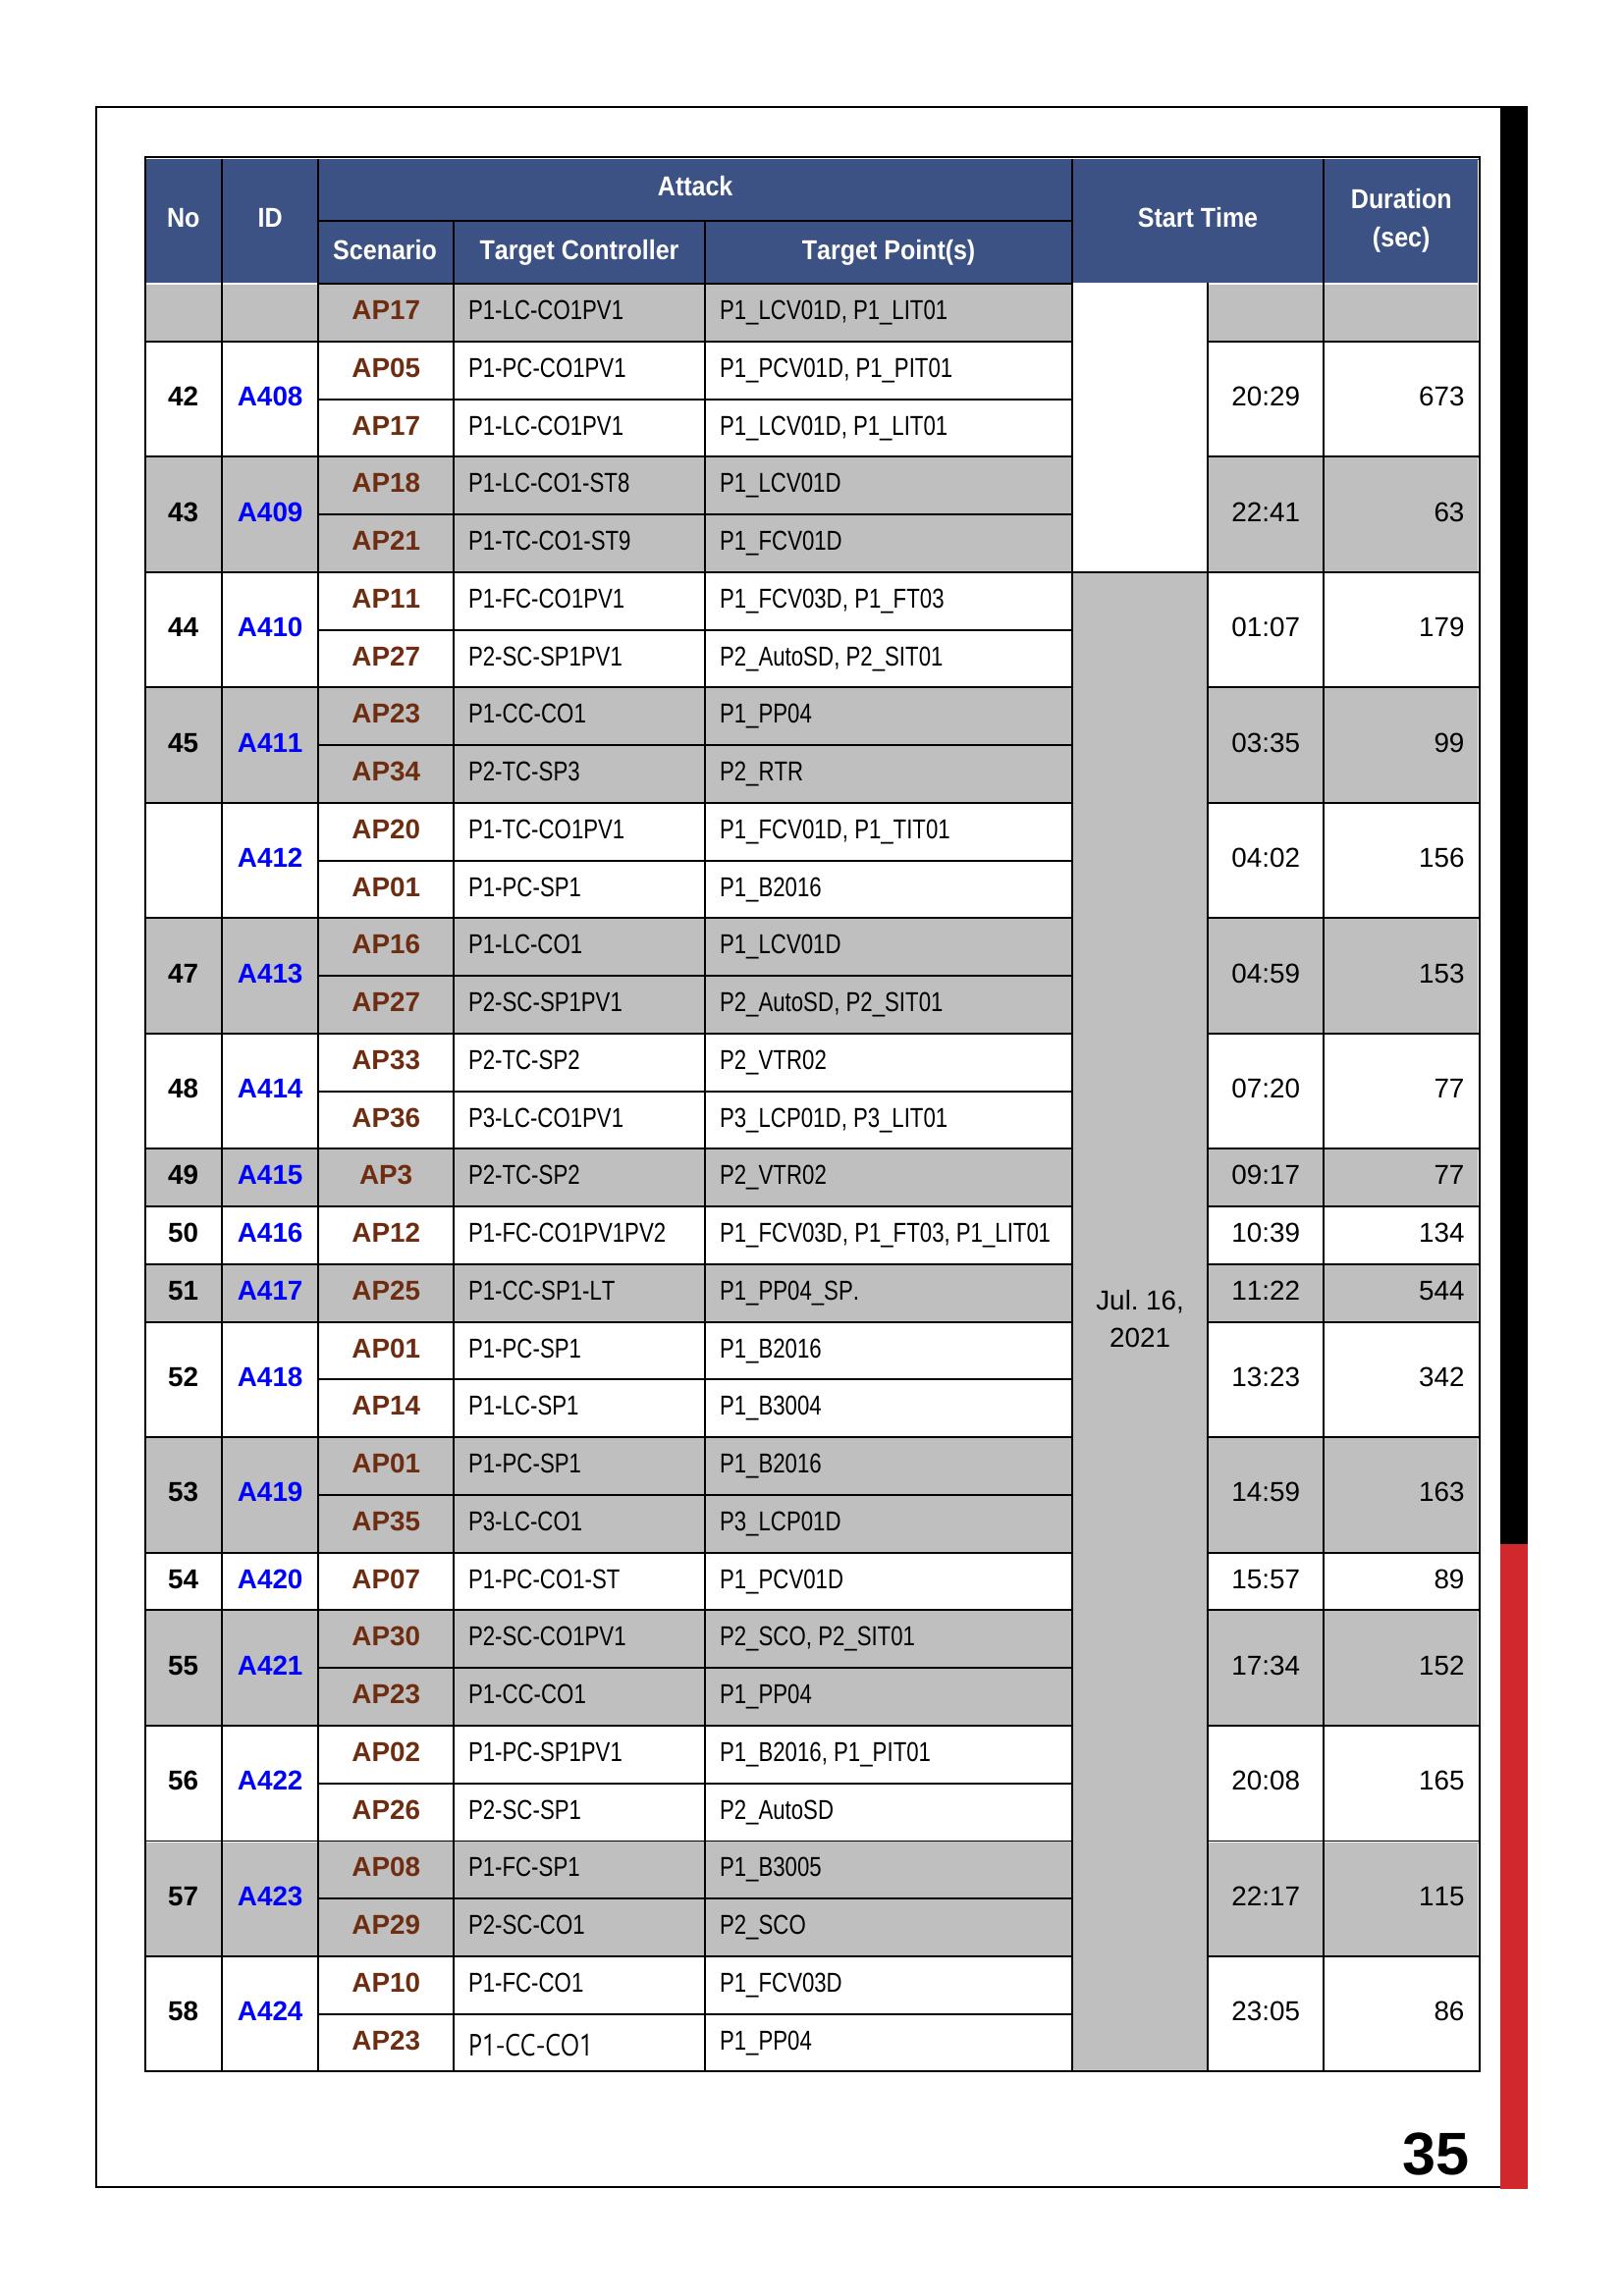 No ID Attack Start Time Duration (sec)
Scenario Target Controller Target Point(s)
AP17 P1-LC-CO1PV1 P1_LCV01D, P1_LIT01
42 A408 AP05 P1-PC-CO1PV1 P1_PCV01D, P1_PIT01 20:29 673
AP17 P1-LC-CO1PV1 P1_LCV01D, P1_LIT01
43 A409 AP18 P1-LC-CO1-ST8 P1_LCV01D 22:41 63
AP21 P1-TC-CO1-ST9 P1_FCV01D
44 A410 AP11 P1-FC-CO1PV1 P1_FCV03D, P1_FT03 01:07 179
AP27 P2-SC-SP1PV1 P2_AutoSD, P2_SIT01
45 A411 AP23 P1-CC-CO1 P1_PP04 03:35 99
AP34 P2-TC-SP3 P2_RTR
A412 AP20 P1-TC-CO1PV1 P1_FCV01D, P1_TIT01 04:02 156
AP01 P1-PC-SP1 P1_B2016
47 A413 AP16 P1-LC-CO1 P1_LCV01D 04:59 153
AP27 P2-SC-SP1PV1 P2_AutoSD, P2_SIT01
48 A414 AP33 P2-TC-SP2 P2_VTR02 07:20 77
AP36 P3-LC-CO1PV1 P3_LCP01D, P3_LIT01
49 A415 AP3 P2-TC-SP2 P2_VTR02 09:17 77
50 A416 AP12 P1-FC-CO1PV1PV2 P1_FCV03D, P1_FT03, P1_LIT01 10:39 134
51 A417 AP25 P1-CC-SP1-LT P1_PP04_SP. Jul. 16, 2021 11:22 544
52 A418 AP01 P1-PC-SP1 P1_B2016 13:23 342
AP14 P1-LC-SP1 P1_B3004
53 A419 AP01 P1-PC-SP1 P1_B2016 14:59 163
AP35 P3-LC-CO1 P3_LCP01D
54 A420 AP07 P1-PC-CO1-ST P1_PCV01D 15:57 89
55 A421 AP30 P2-SC-CO1PV1 P2_SCO, P2_SIT01 17:34 152
AP23 P1-CC-CO1 P1_PP04
56 A422 AP02 P1-PC-SP1PV1 P1_B2016, P1_PIT01 20:08 165
AP26 P2-SC-SP1 P2_AutoSD
57 A423 AP08 P1-FC-SP1 P1_B3005 22:17 115
AP29 P2-SC-CO1 P2_SCO
58 A424 AP10 P1-FC-CO1 P1_FCV03D 23:05 86
AP23 P1-CC-CO1 P1_PP04
35